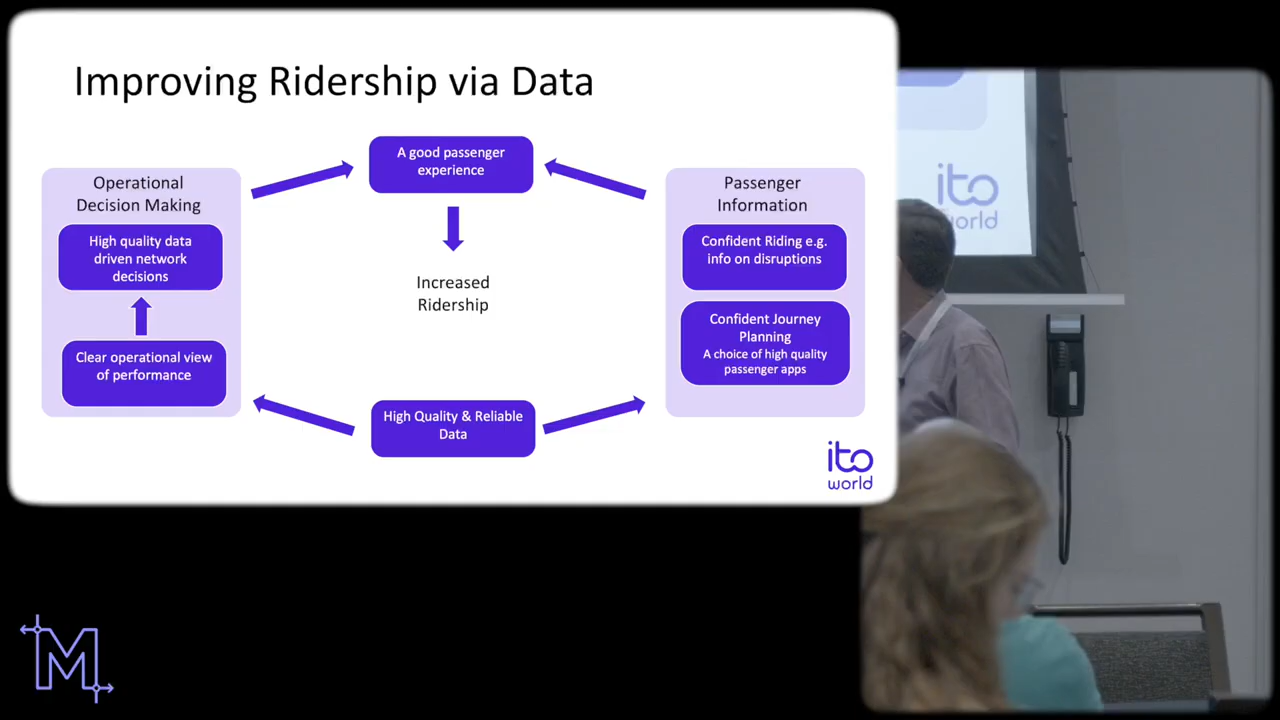 Improving Ridership via Data
A good passenger
experience
Operational
Decision Making
High quality data
driven network
decisions
Clear operational view
of performance
Increased
Ridership
High Quality & Reliable
Data
Passenger
Information
Confident Riding e.g.
info on disruptions
Confident Journey
Planning
A choice of high quality
passenger apps
ito
world
ito
world
M